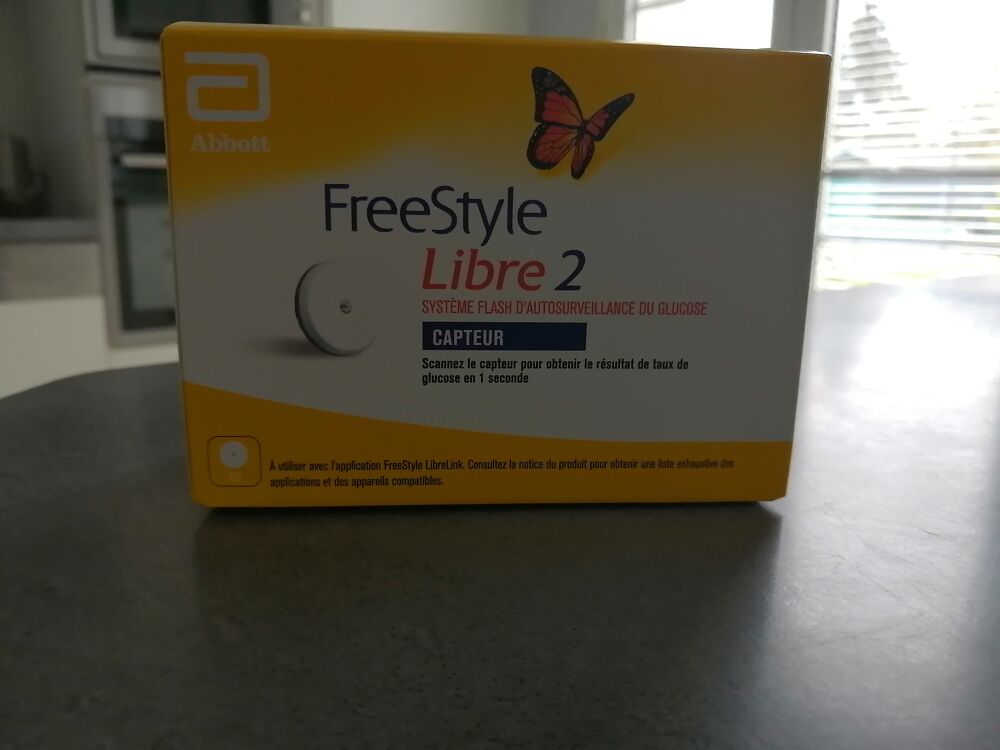 Abbott
FreeStyle
Libre 2
SYSTÈME FLASH D'AUTOSURVEILLANCE DU GLUCOSE
CAPTEUR
Scannez le capteur pour obtenir le résultat de taux de
glucose en 1 seconde
À utiliser avec l'application FreeStyle LibreLink. Consultez la notice du produit pour obtenir une liste exhaustive des
applications et des appareils compatibles.